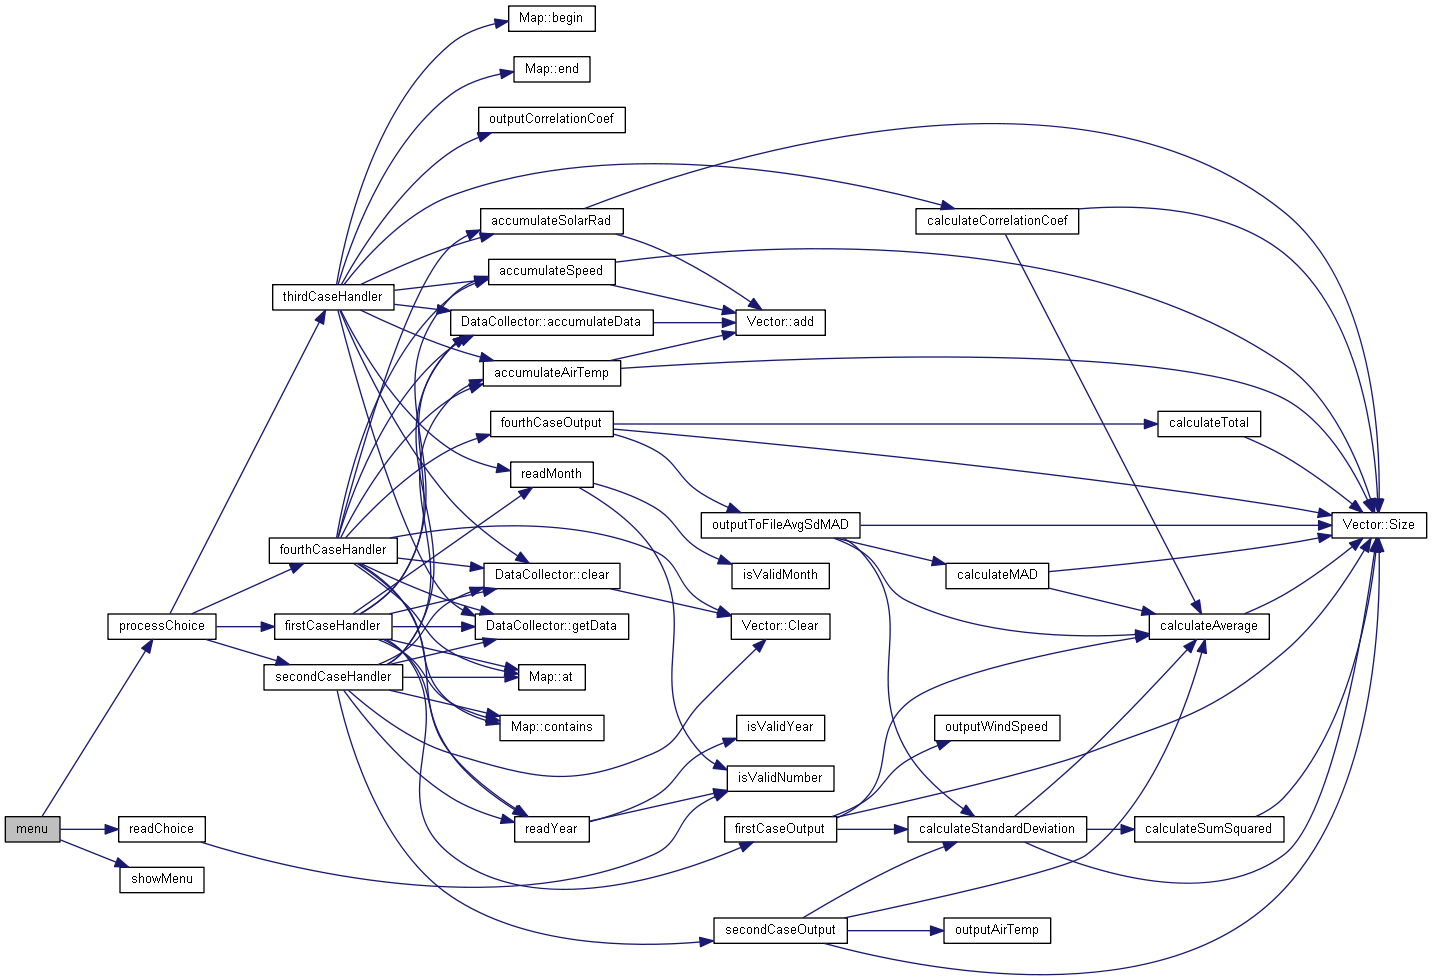 Map::begin
Map::end
outputCorrelationCoef
accumulateSolarRad
calculateCorrelationCoef
accumulateSpeed
thirdCaseHandler
DataCollector::accumulateData
Vector::add
accumulateAirTemp
fourthCaseOutput
calculateTotal
readMonth
outputToFileAvgSdMAD
Vector::Size
fourthCaseHandler
DataCollector::clear
isValidMonth
calculateMAD
processChoice
firstCaseHandler
DataCollector::getData
Vector::Clear
calculateAverage
secondCaseHandler
Map::at
Map::contains
isValidYear
outputWindSpeed
isValidNumber
menu
readChoice
readYear
firstCaseOutput
calculateStandardDeviation
calculateSumSquared
showMenu
secondCaseOutput
outputAirTemp